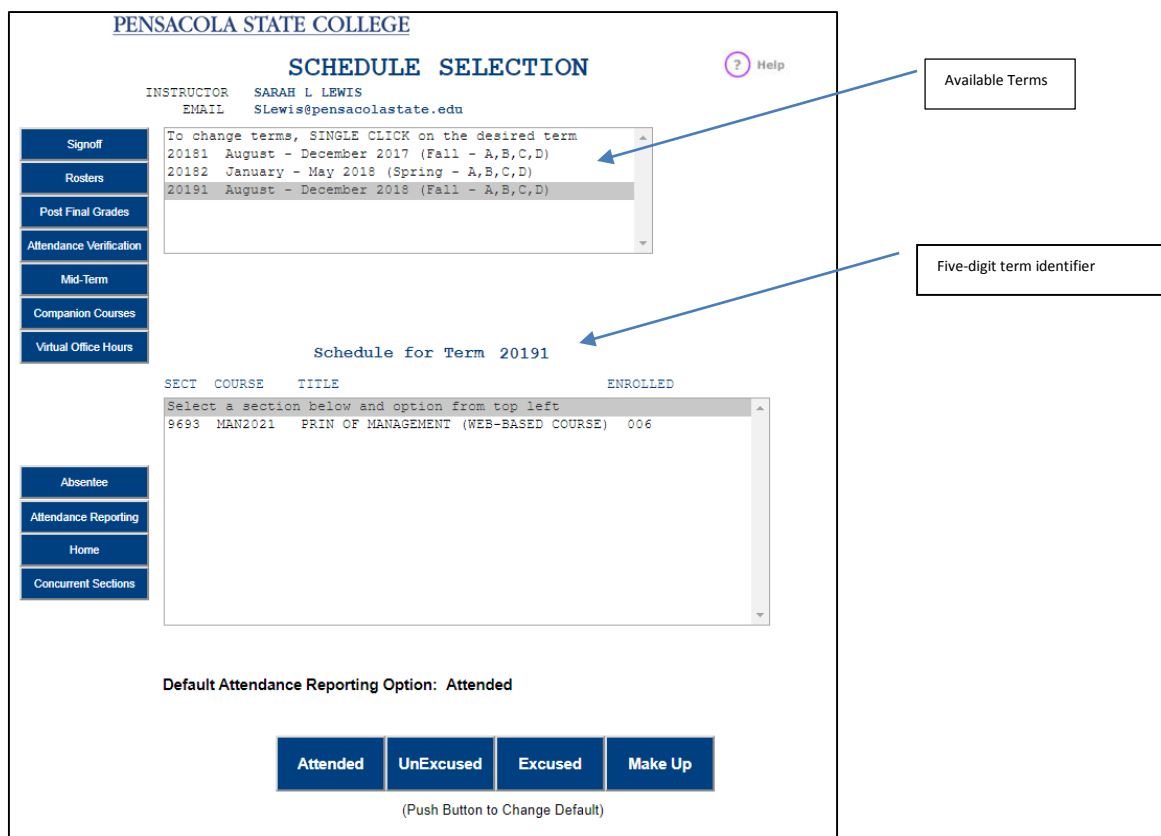 PENSACOLA STATE COLLEGE
SCHEDULE SELECTION
? Help
INSTRUCTOR SARAH L LEWIS
EMAIL SLewis@pensacolastate.edu
Available Terms
Signoff
Rosters
Post Final Grades
Attendance Verification
Mid-Term
Companion Courses
Virtual Office Hours
To change terms, SINGLE CLICK on the desired term
20181 August - December 2017 (Fall - A,B,C,D)
20182 January - May 2018 (Spring - A,B,C,D)
20191 August - December 2018 (Fall - A,B,C,D)
Five-digit term identifier
Schedule for Term 20191
SECT COURSE TITLE ENROLLED
Select a section below and option from top left
9693 MAN2021 PRIN OF MANAGEMENT (WEB-BASED COURSE) 006
Absentee
Attendance Reporting
Home
Concurrent Sections
Default Attendance Reporting Option: Attended
Attended UnExcused Excused Make Up
(Push Button to Change Default)